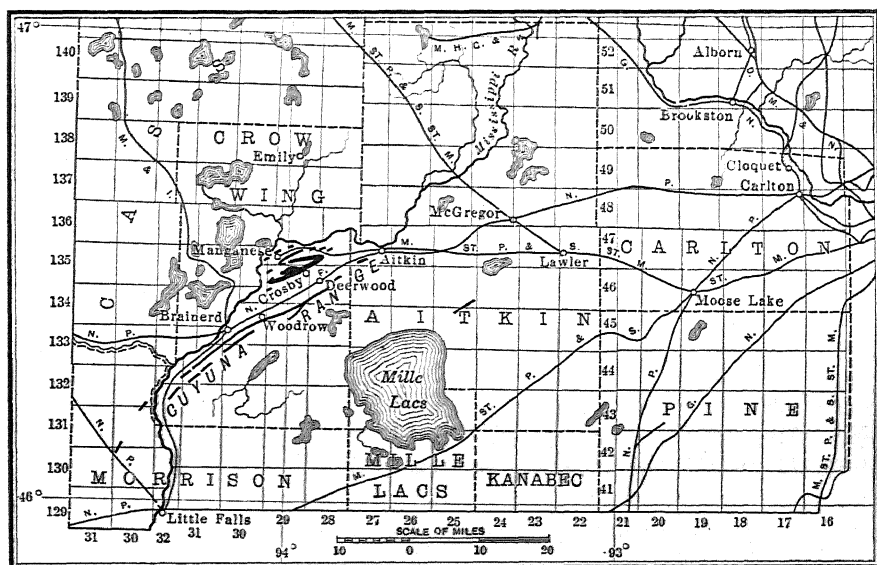 47°
140
139
138
137
136
135
134
133
132
131
130
46°
129
M. H. C. & R.
ST. P. & S. ST. M.
Mississippi R.
52
51
50
49
48
47
46
45
44
43
42
41
Alborn
Brookston
Cloquet
Carlton
CROW
WING
Emily
CASS
McGregor
N. P.
Manganese
Aitkin
M. ST. P. & S. ST. M.
Lawler
CARLTON
Crosby
Deerwood
Moose Lake
Brainerd
Woodrow
N. P.
CUYUNA RANGE
AITKIN
Mille
Lacs
PINE
N. P.
G. N.
M. ST. P. & S. ST. M.
MORRISON
MILLE
LACS
KANABEC
N. P.
Little Falls
31 30 32 31 30 29 28 27 26 25 24 23 22 21 20 19 18 17 16
94°
93°
SCALE OF MILES
10 0 10 20